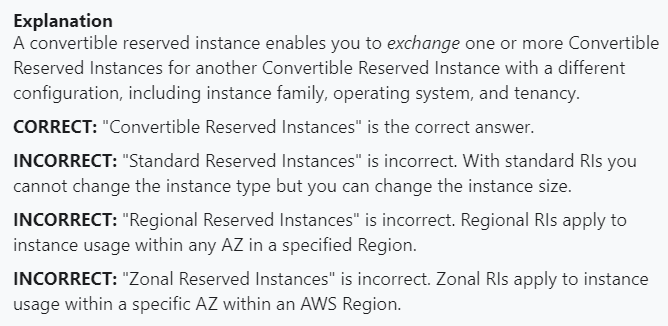 Explanation
A convertible reserved instance enables you to exchange one or more Convertible
Reserved Instances for another Convertible Reserved Instance with a different
configuration, including instance family, operating system, and tenancy.
CORRECT: "Convertible Reserved Instances" is the correct answer.
INCORRECT: "Standard Reserved Instances" is incorrect. With standard RIs you
cannot change the instance type but you can change the instance size.
INCORRECT: "Regional Reserved Instances" is incorrect. Regional RIs apply to
instance usage within any AZ in a specified Region.
INCORRECT: "Zonal Reserved Instances" is incorrect. Zonal RIs apply to instance
usage within a specific AZ within an AWS Region.